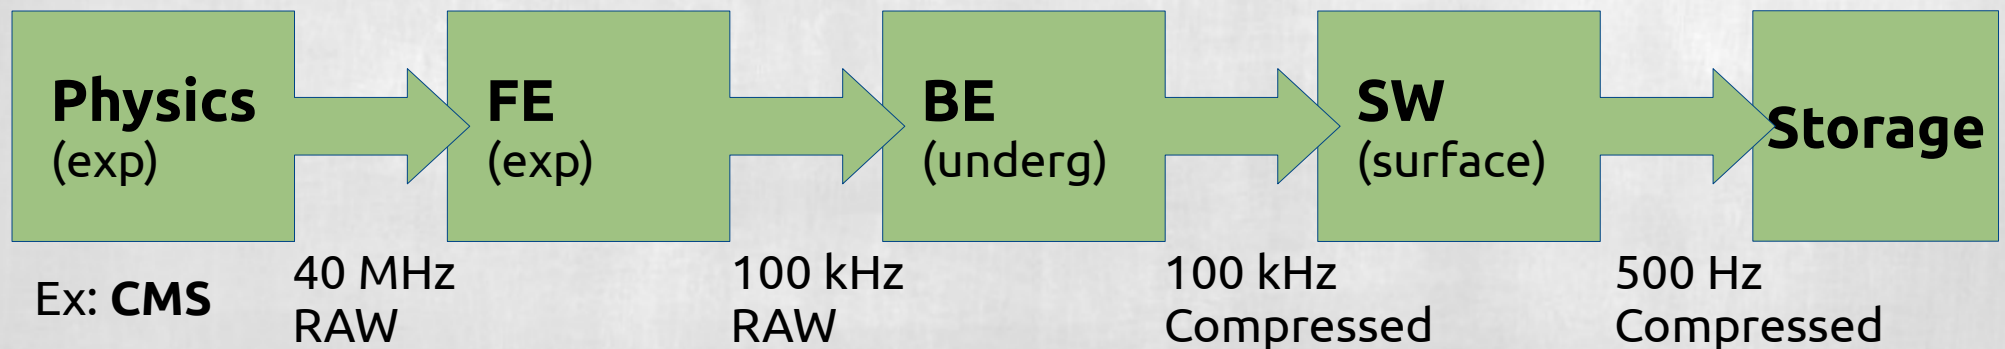 Physics
(exp)
FE
(exp)
BE
(underg)
SW
(surface)
Storage
Ex: CMS
40 MHz
RAW
100 kHz
RAW
100 kHz
Compressed
500 Hz
Compressed